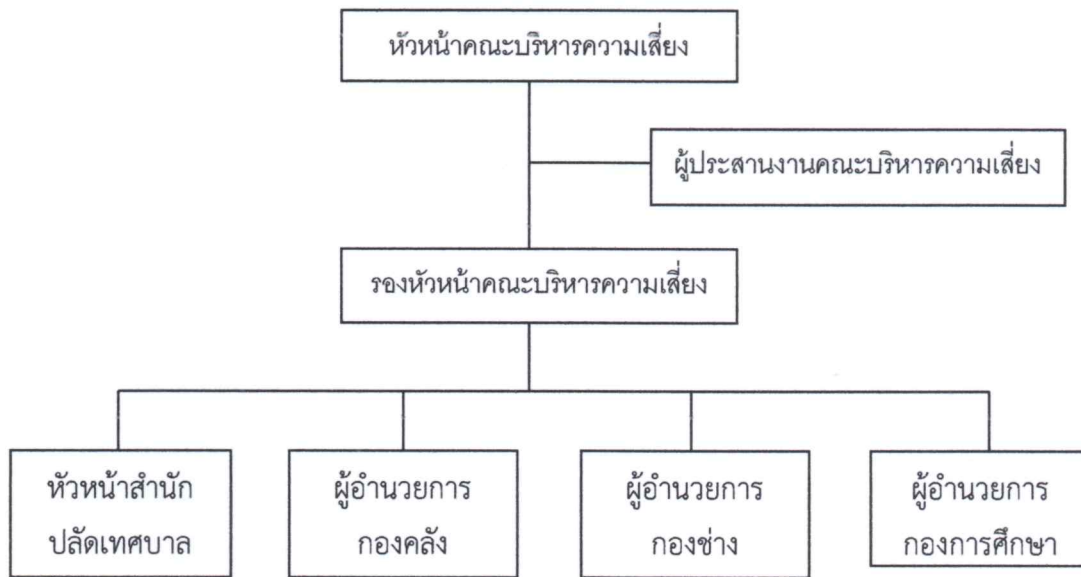 หัวหน้าคณะบริหารความเสี่ยง
ผู้ประสานงานคณะบริหารความเสี่ยง
รองหัวหน้าคณะบริหารความเสี่ยง
หัวหน้าสำนัก
ปลัดเทศบาล
ผู้อำนวยการ
กองคลัง
ผู้อำนวยการ
กองช่าง
ผู้อำนวยการ
กองการศึกษา